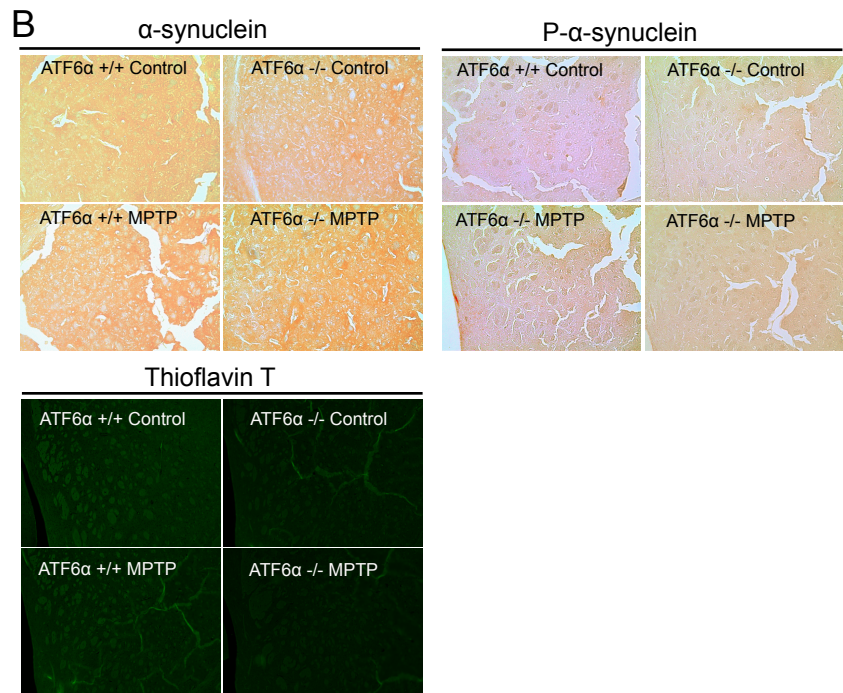 B
α-synuclein
ATF6α +/+ Control
ATF6α -/- Control
ATF6α +/+ MPTP
ATF6α -/- MPTP
P-α-synuclein
ATF6α +/+ Control
ATF6α -/- Control
ATF6α -/- MPTP
ATF6α -/- MPTP
Thioflavin T
ATF6α +/+ Control
ATF6α -/- Control
ATF6α +/+ MPTP
ATF6α -/- MPTP